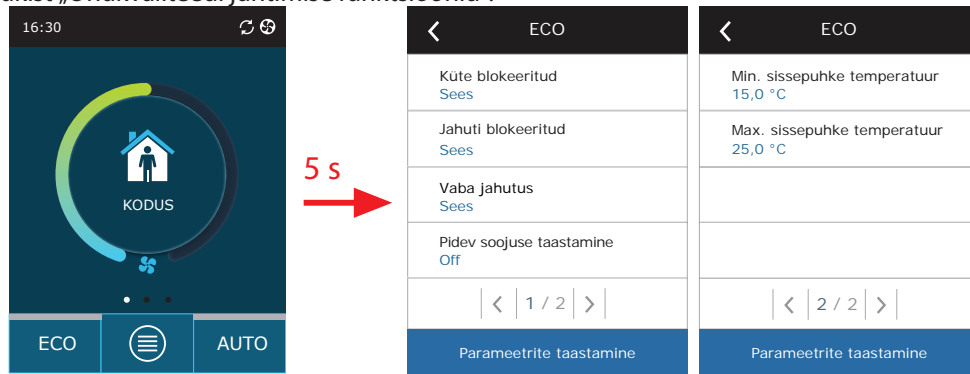 16:30
KODUS
ECO
AUTO
5 s
ECO
Küte blokeeritud
Sees
Jahuti blokeeritud
Sees
Vaba jahutus
Sees
Pidev soojuse taastamine
Off
1 / 2
Parameetrite taastamine
ECO
Min. sissepuhke temperatuur
15,0 °C
Max. sissepuhke temperatuur
25,0 °C
2 / 2
Parameetrite taastamine